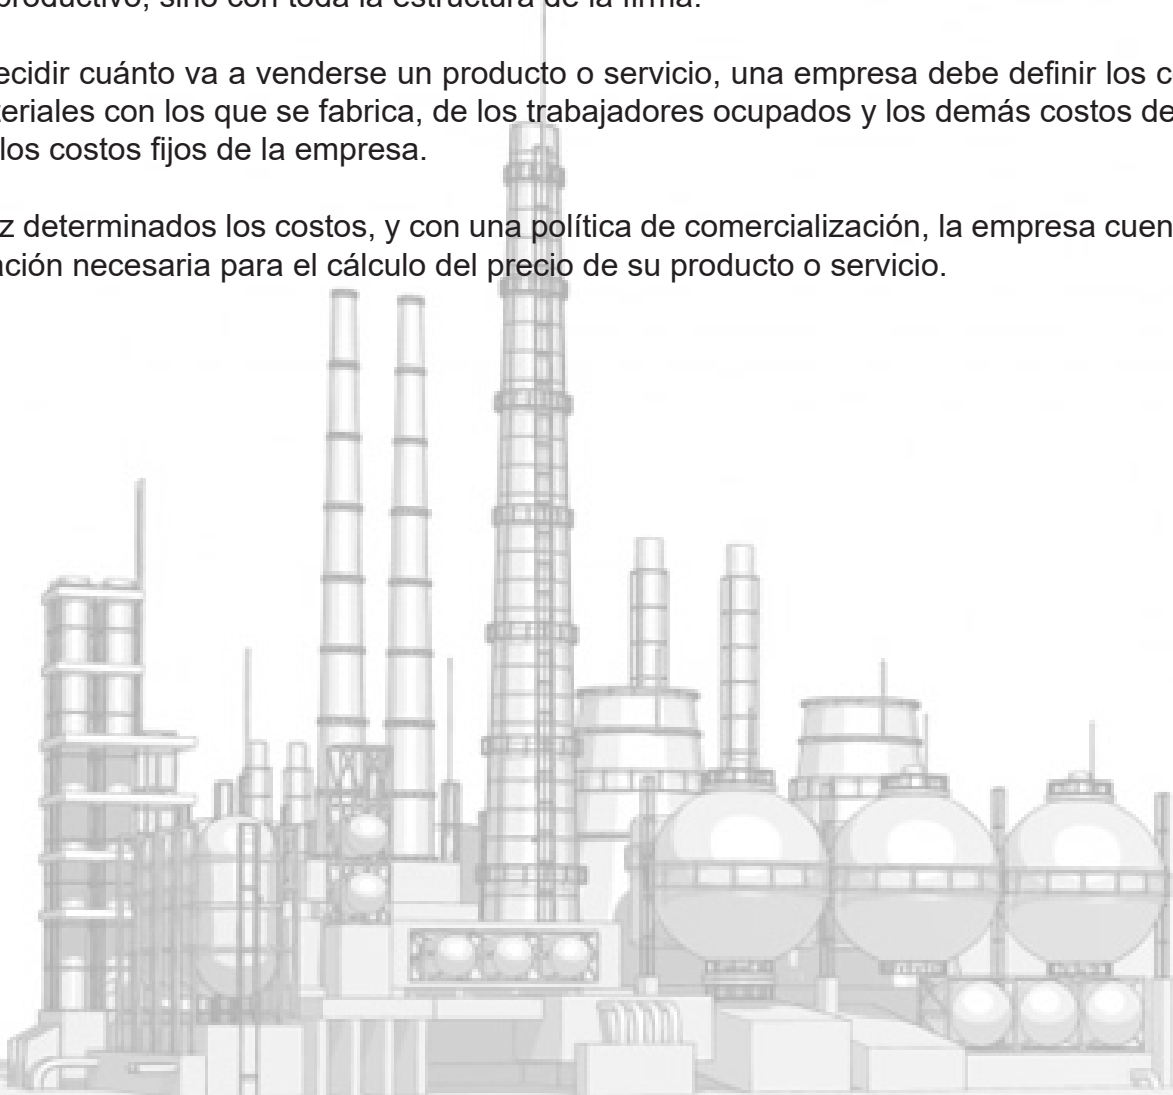 productivo, sino con toda la estructura de la firma.
ecidir cuánto va a venderse un producto o servicio, una empresa debe definir los c
teriales con los que se fabrica, de los trabajadores ocupados y los demás costos de
los costos fijos de la empresa.
z determinados los costos, y con una política de comercialización, la empresa cuen
ación necesaria para el cálculo del precio de su producto o servicio.